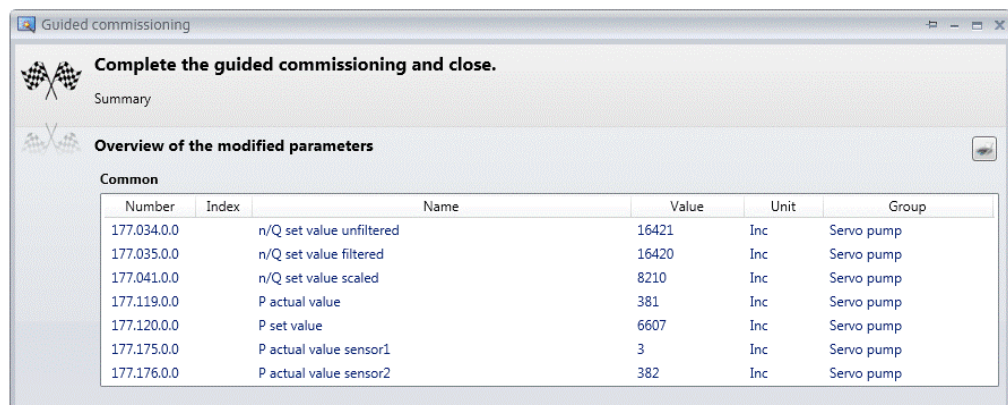 Guided commissioning
Complete the guided commissioning and close.
Summary
Overview of the modified parameters
Common
Number Index Name Value Unit Group
177.034.0.0 n/Q set value unfiltered 16421 Inc Servo pump
177.035.0.0 n/Q set value filtered 16420 Inc Servo pump
177.041.0.0 n/Q set value scaled 8210 Inc Servo pump
177.119.0.0 P actual value 381 Inc Servo pump
177.120.0.0 P set value 6607 Inc Servo pump
177.175.0.0 P actual value sensor1 3 Inc Servo pump
177.176.0.0 P actual value sensor2 382 Inc Servo pump